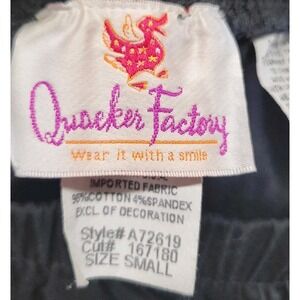 Quacker Factory
Wear it with a smile
IMPORTED FABRIC
96%COTTON 4%SPANDEX
EXCL. OF DECORATION
Style# A72619
Cut# 167180
SIZE SMALL